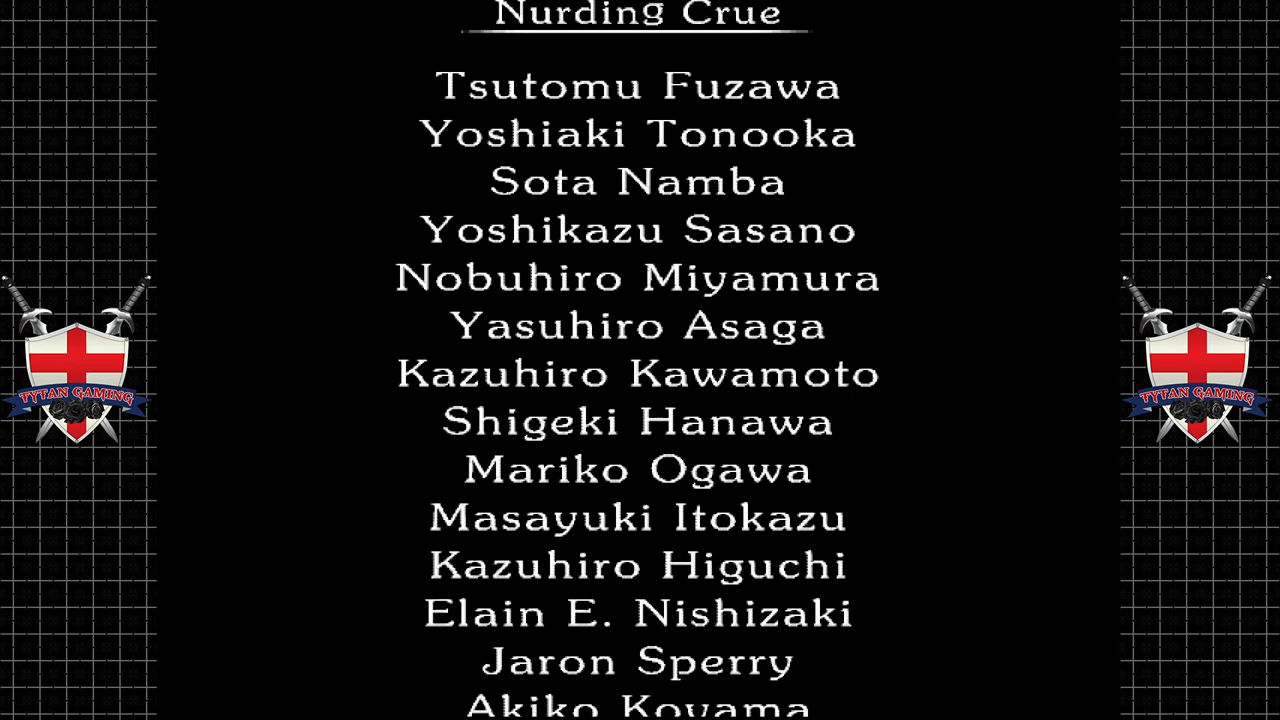 Nurding Crue
Tsutomu Fuzawa
Yoshiaki Tonooka
Sota Namba
Yoshikazu Sasano
Nobuhiro Miyamura
Yasuhiro Asaga
Kazuhiro Kawamoto
Shigeki Hanawa
Mariko Ogawa
Masayuki Itokazu
Kazuhiro Higuchi
Elain E. Nishizaki
Jaron Sperry
Akiko Koyama
TYTAN GAMING
TYTAN GAMING